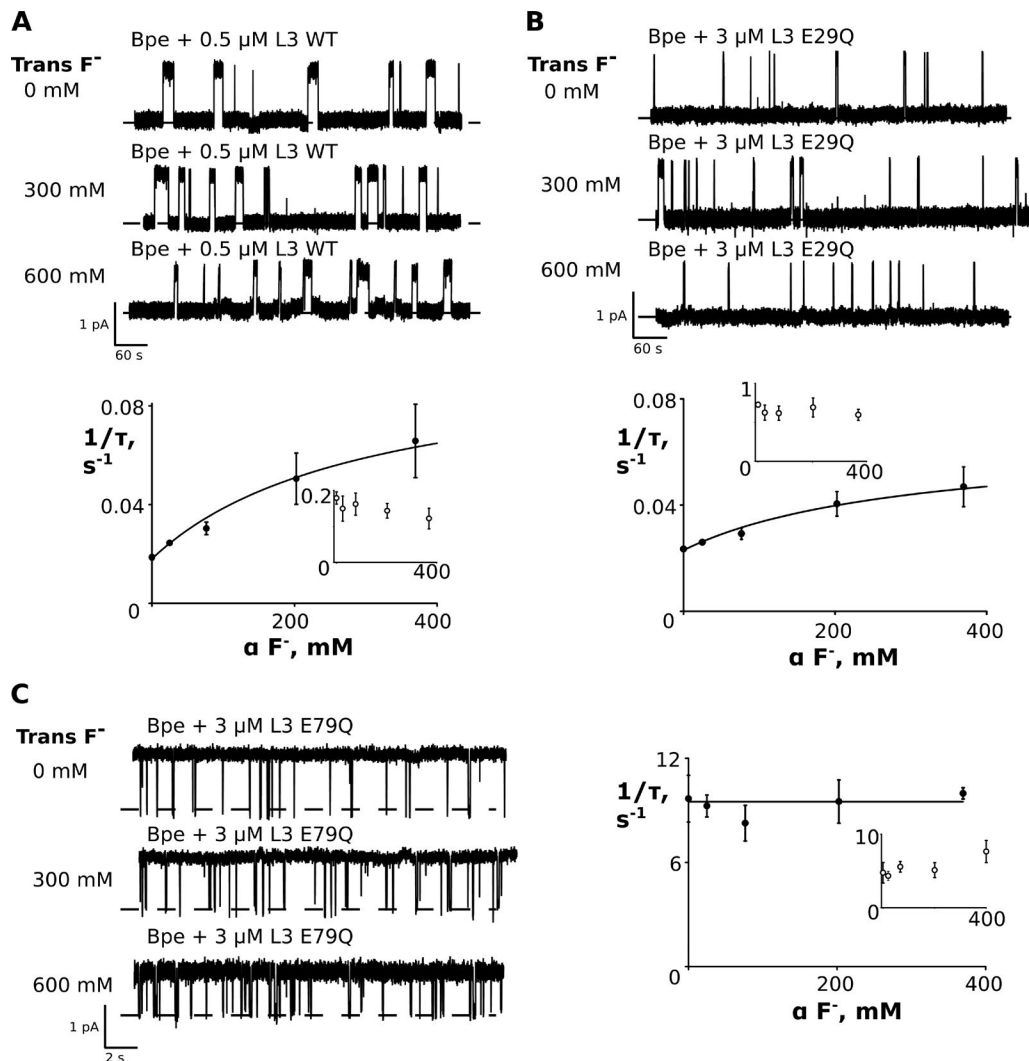 A
Bpe + 0.5 µM L3 WT
Trans F⁻
0 mM
Bpe + 0.5 µM L3 WT
300 mM
Bpe + 0.5 µM L3 WT
600 mM
1 pA
60 s
0.08
1/τ,
s⁻¹
0.04
0
0.2
0
400
200
400
α F⁻, mM
B
Bpe + 3 µM L3 E29Q
Trans F⁻
0 mM
Bpe + 3 µM L3 E29Q
300 mM
Bpe + 3 µM L3 E29Q
600 mM
1 pA
60 s
1
0
400
0.08
1/τ,
s⁻¹
0.04
0
200
400
α F⁻, mM
C
Bpe + 3 µM L3 E79Q
Trans F⁻
0 mM
Bpe + 3 µM L3 E79Q
300 mM
Bpe + 3 µM L3 E79Q
600 mM
1 pA
2 s
12
1/τ,
s⁻¹
6
0
10
0
400
0
200
400
α F⁻, mM